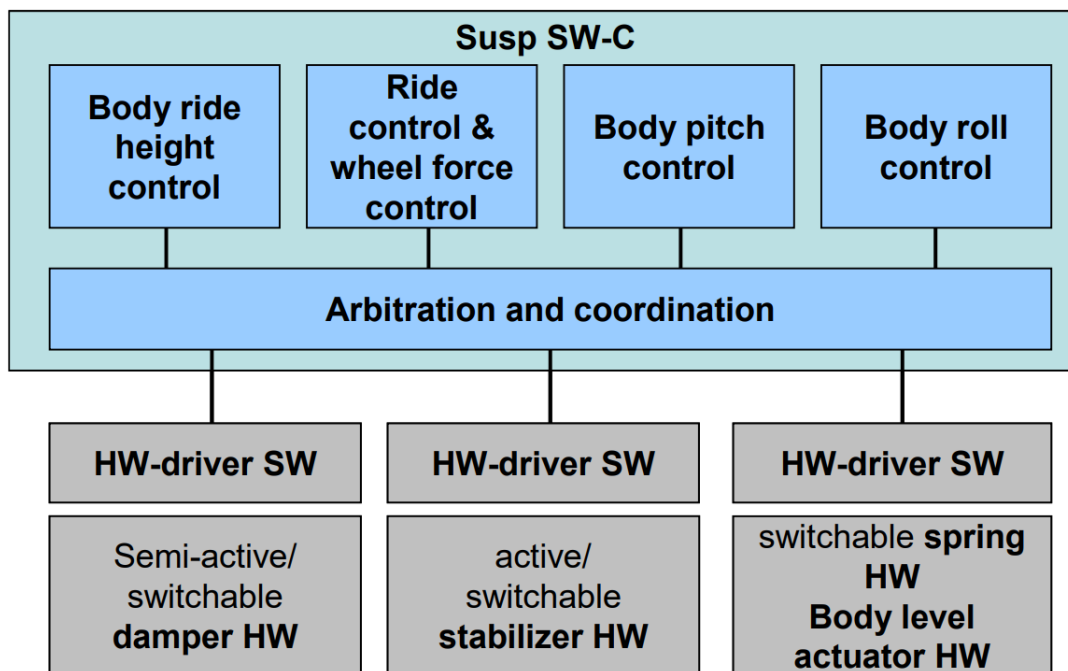 Susp SW-C
Body ride
height
control
Ride
control &
wheel force
control
Body pitch
control
Body roll
control
Arbitration and coordination
HW-driver SW
HW-driver SW
HW-driver SW
Semi-active/
switchable
damper HW
active/
switchable
stabilizer HW
switchable spring
HW
Body level
actuator HW